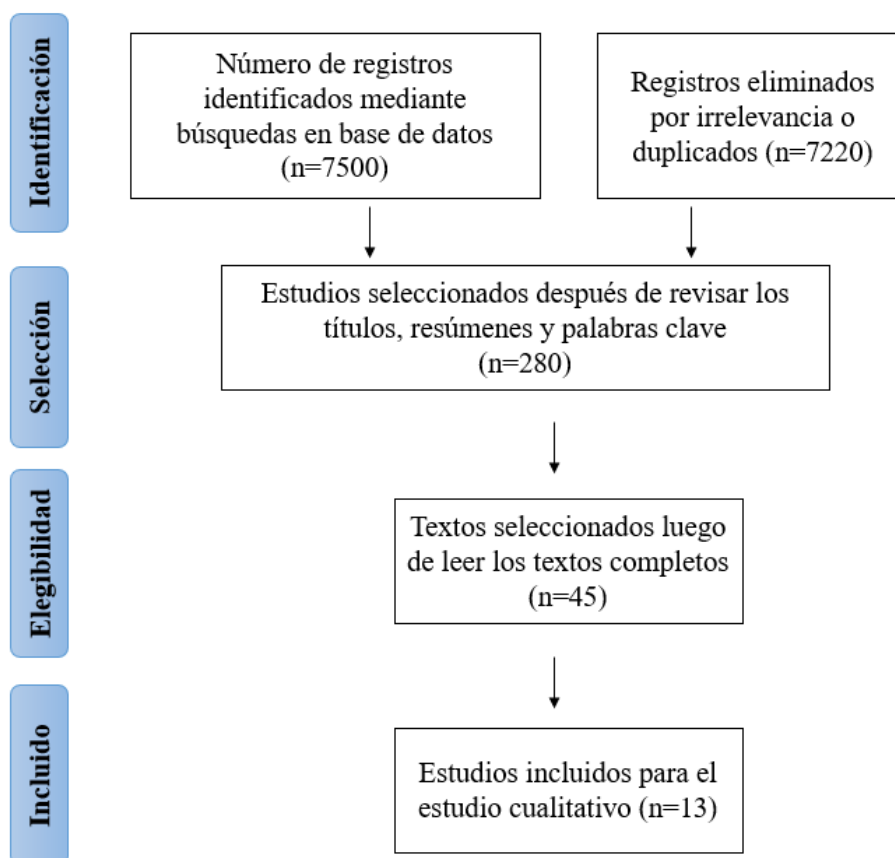 Identificación
Número de registros
identificados mediante
búsquedas en base de datos
(n=7500)
Registros eliminados
por irrelevancia o
duplicados (n=7220)
Selección
Estudios seleccionados después de revisar los
títulos, resúmenes y palabras clave
(n=280)
Elegibilidad
Textos seleccionados luego
de leer los textos completos
(n=45)
Incluido
Estudios incluidos para el
estudio cualitativo (n=13)